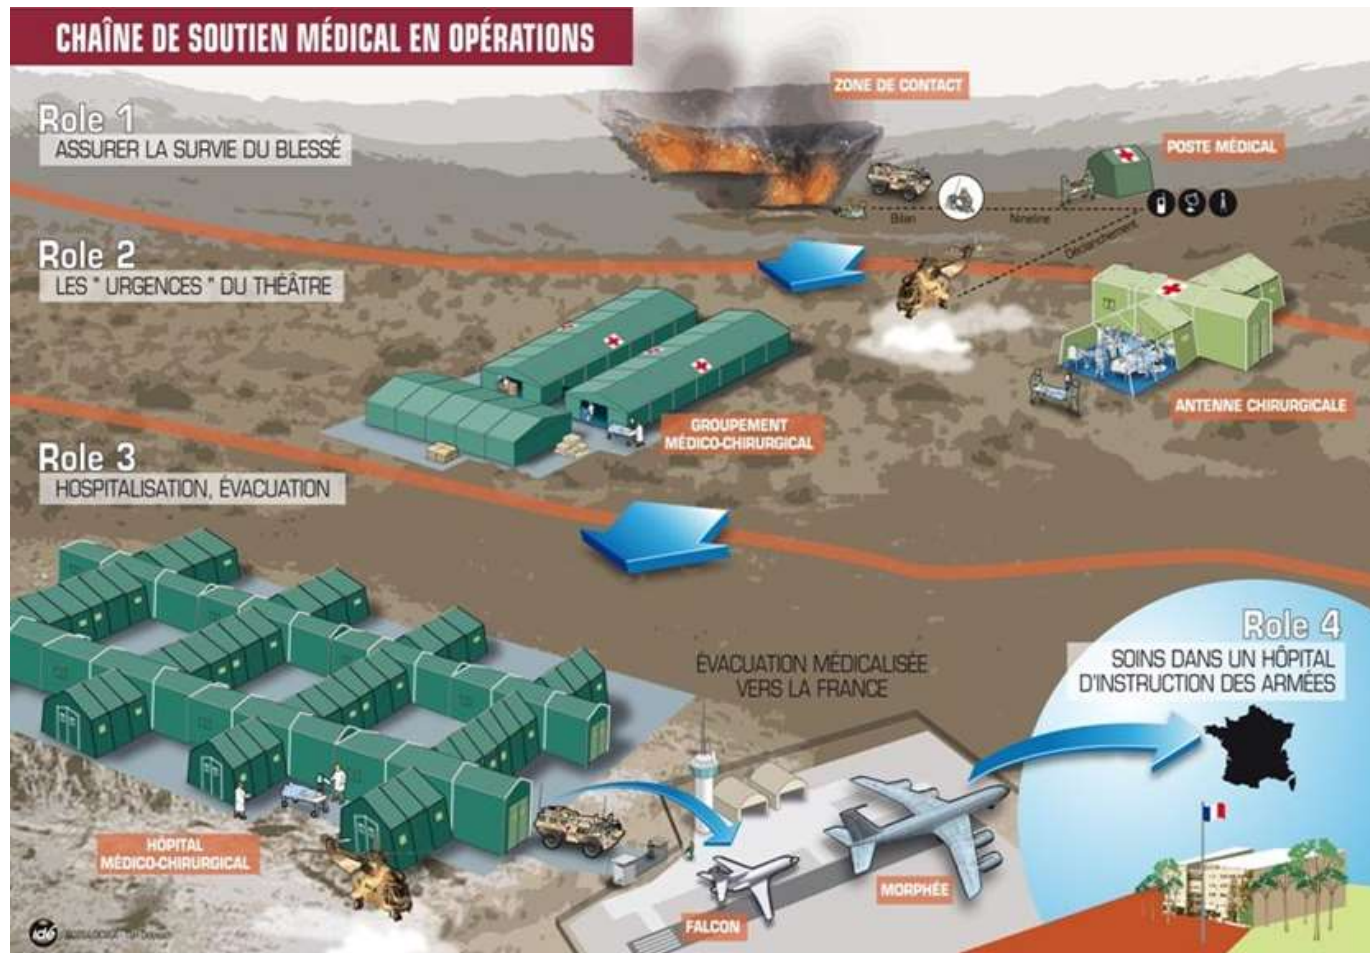 CHAÎNE DE SOUTIEN MÉDICAL EN OPÉRATIONS
ZONE DE CONTACT
Role 1
ASSURER LA SURVIE DU BLESSÉ
POSTE MÉDICAL
Bilan
Nineline
Déclenchement
Role 2
LES " URGENCES " DU THÉÂTRE
ANTENNE CHIRURGICALE
GROUPEMENT
MÉDICO-CHIRURGICAL
Role 3
HOSPITALISATION, ÉVACUATION
Role 4
SOINS DANS UN HÔPITAL
D'INSTRUCTION DES ARMÉES
ÉVACUATION MÉDICALISÉE
VERS LA FRANCE
HÔPITAL
MÉDICO-CHIRURGICAL
MORPHÉE
FALCON
idé